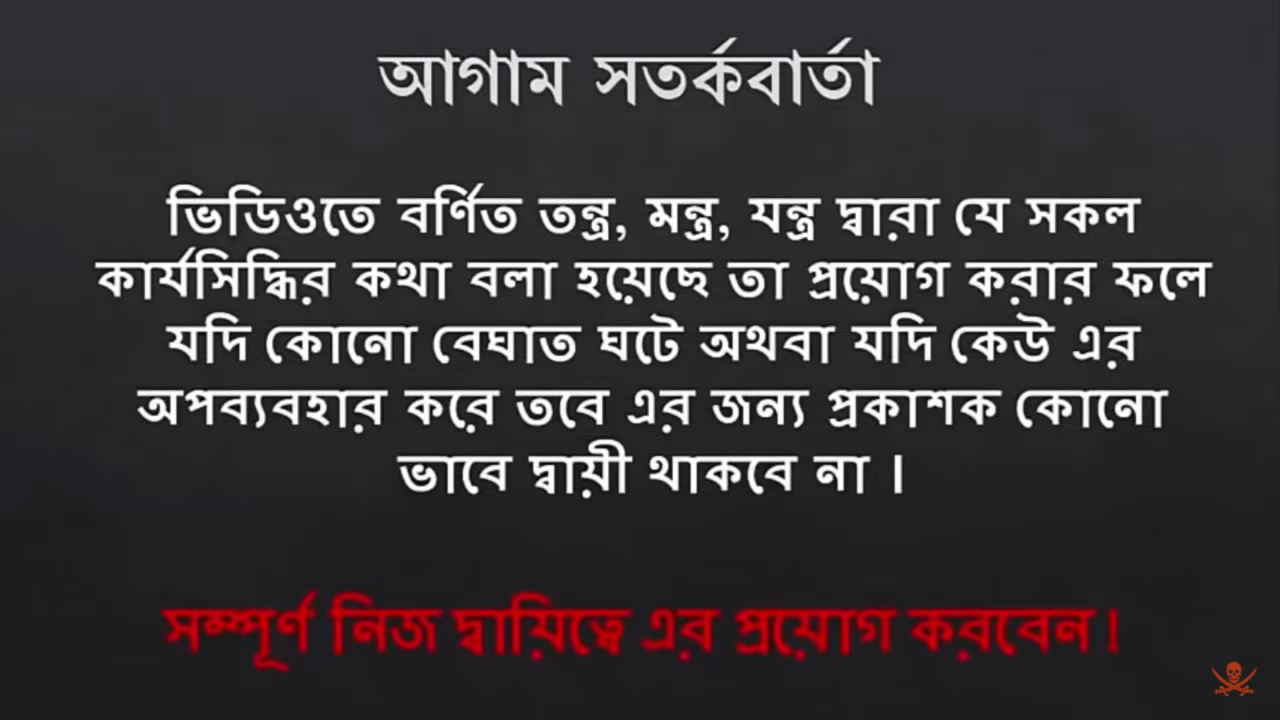 আগাম সতর্কবার্তা
ভিডিওতে বর্ণিত তন্ত্র, মন্ত্র, যন্ত্র দ্বারা যে সকল
কার্যসিদ্ধির কথা বলা হয়েছে তা প্রয়োগ করার ফলে
যদি কোনো বেঘাত ঘটে অথবা যদি কেউ এর
অপব্যবহার করে তবে এর জন্য প্রকাশক কোনো
ভাবে দ্বায়ী থাকবে না ।
সম্পূর্ণ নিজ দ্বায়িত্বে এর প্রয়োগ করবেন।